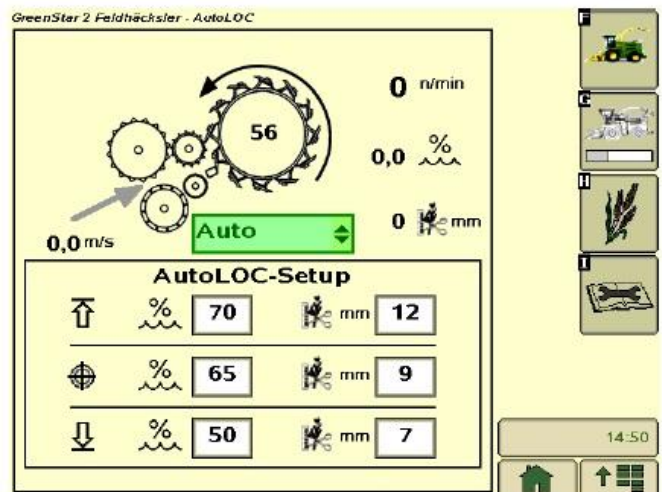 GreenStar 2 Feldhäcksler - AutoLOC
F
56
0 n/min
0,0 %
G
0,0 m/s
Auto
0 mm
H
AutoLOC-Setup
% 70 mm 12
I
% 65 mm 9
% 50 mm 7
14:50